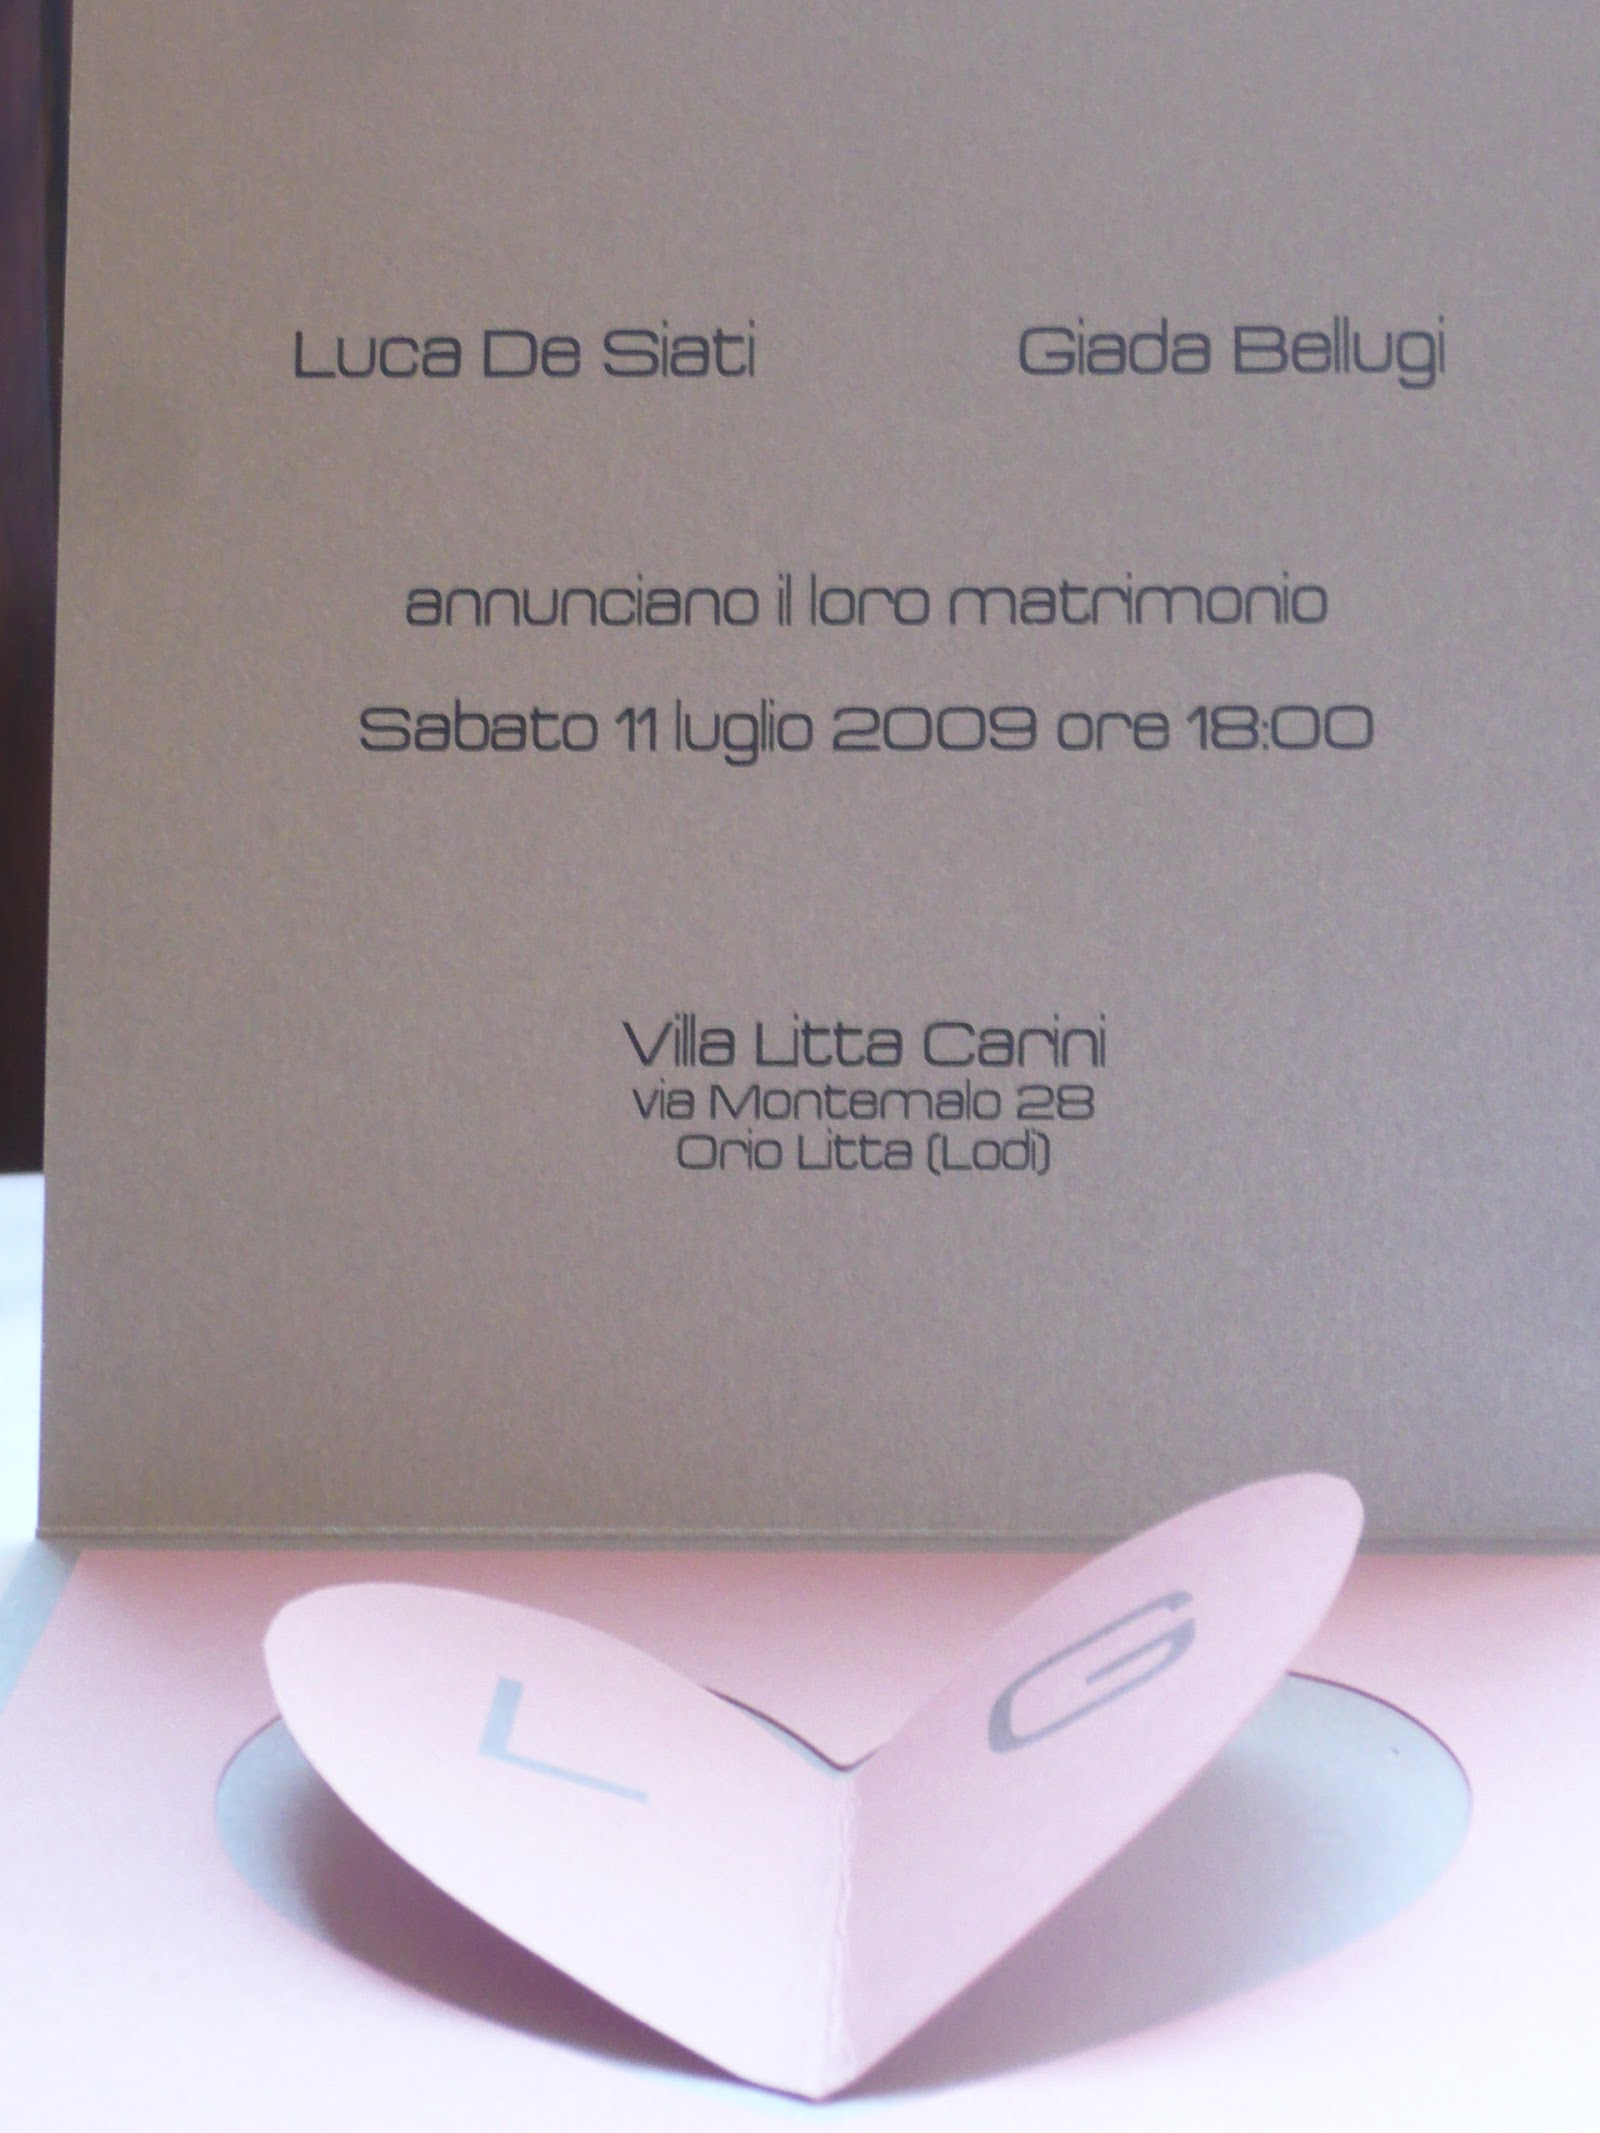 Luca De Siati Giada Bellugi
annunciano il loro matrimonio
Sabato 11 luglio 2009 ore 18:00
Villa Litta Carini
via Montemalo 28
Orio Litta (Lodi)
L G